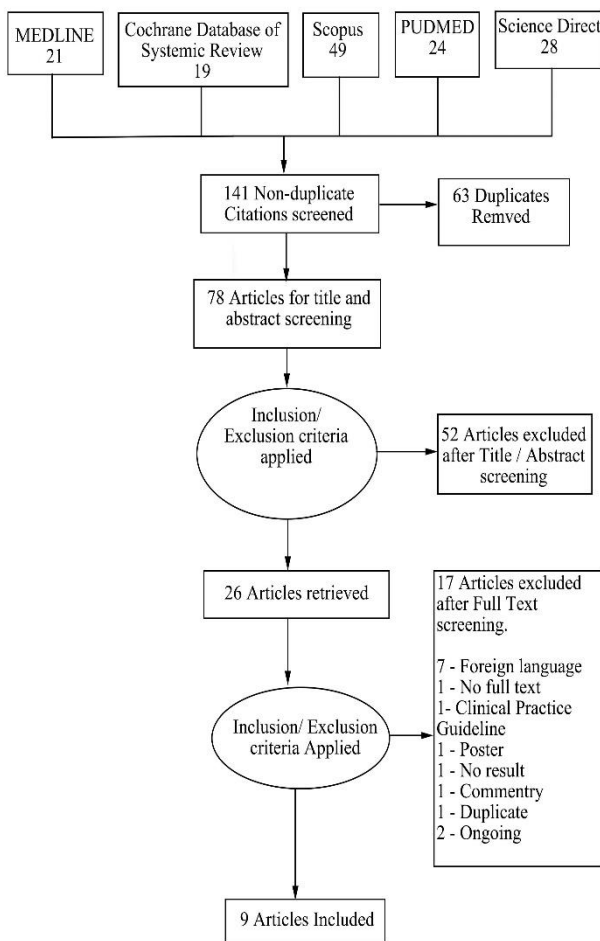 MEDLINE
21
Cochrane Database of
Systemic Review
19
Scopus
49
PUDMED
24
Science Direct
28
141 Non-duplicate
Citations screened
63 Duplicates
Remved
78 Articles for title and
abstract screening
Inclusion/
Exclusion criteria
applied
52 Articles excluded
after Title / Abstract
screening
26 Articles retrieved
17 Articles excluded
after Full Text
screening.
7 - Foreign language
1 - No full text
1- Clinical Practice
Guideline
1 - Poster
1 - No result
1 - Commentry
1 - Duplicate
2 - Ongoing
Inclusion/ Exclusion
criteria Applied
9 Articles Included